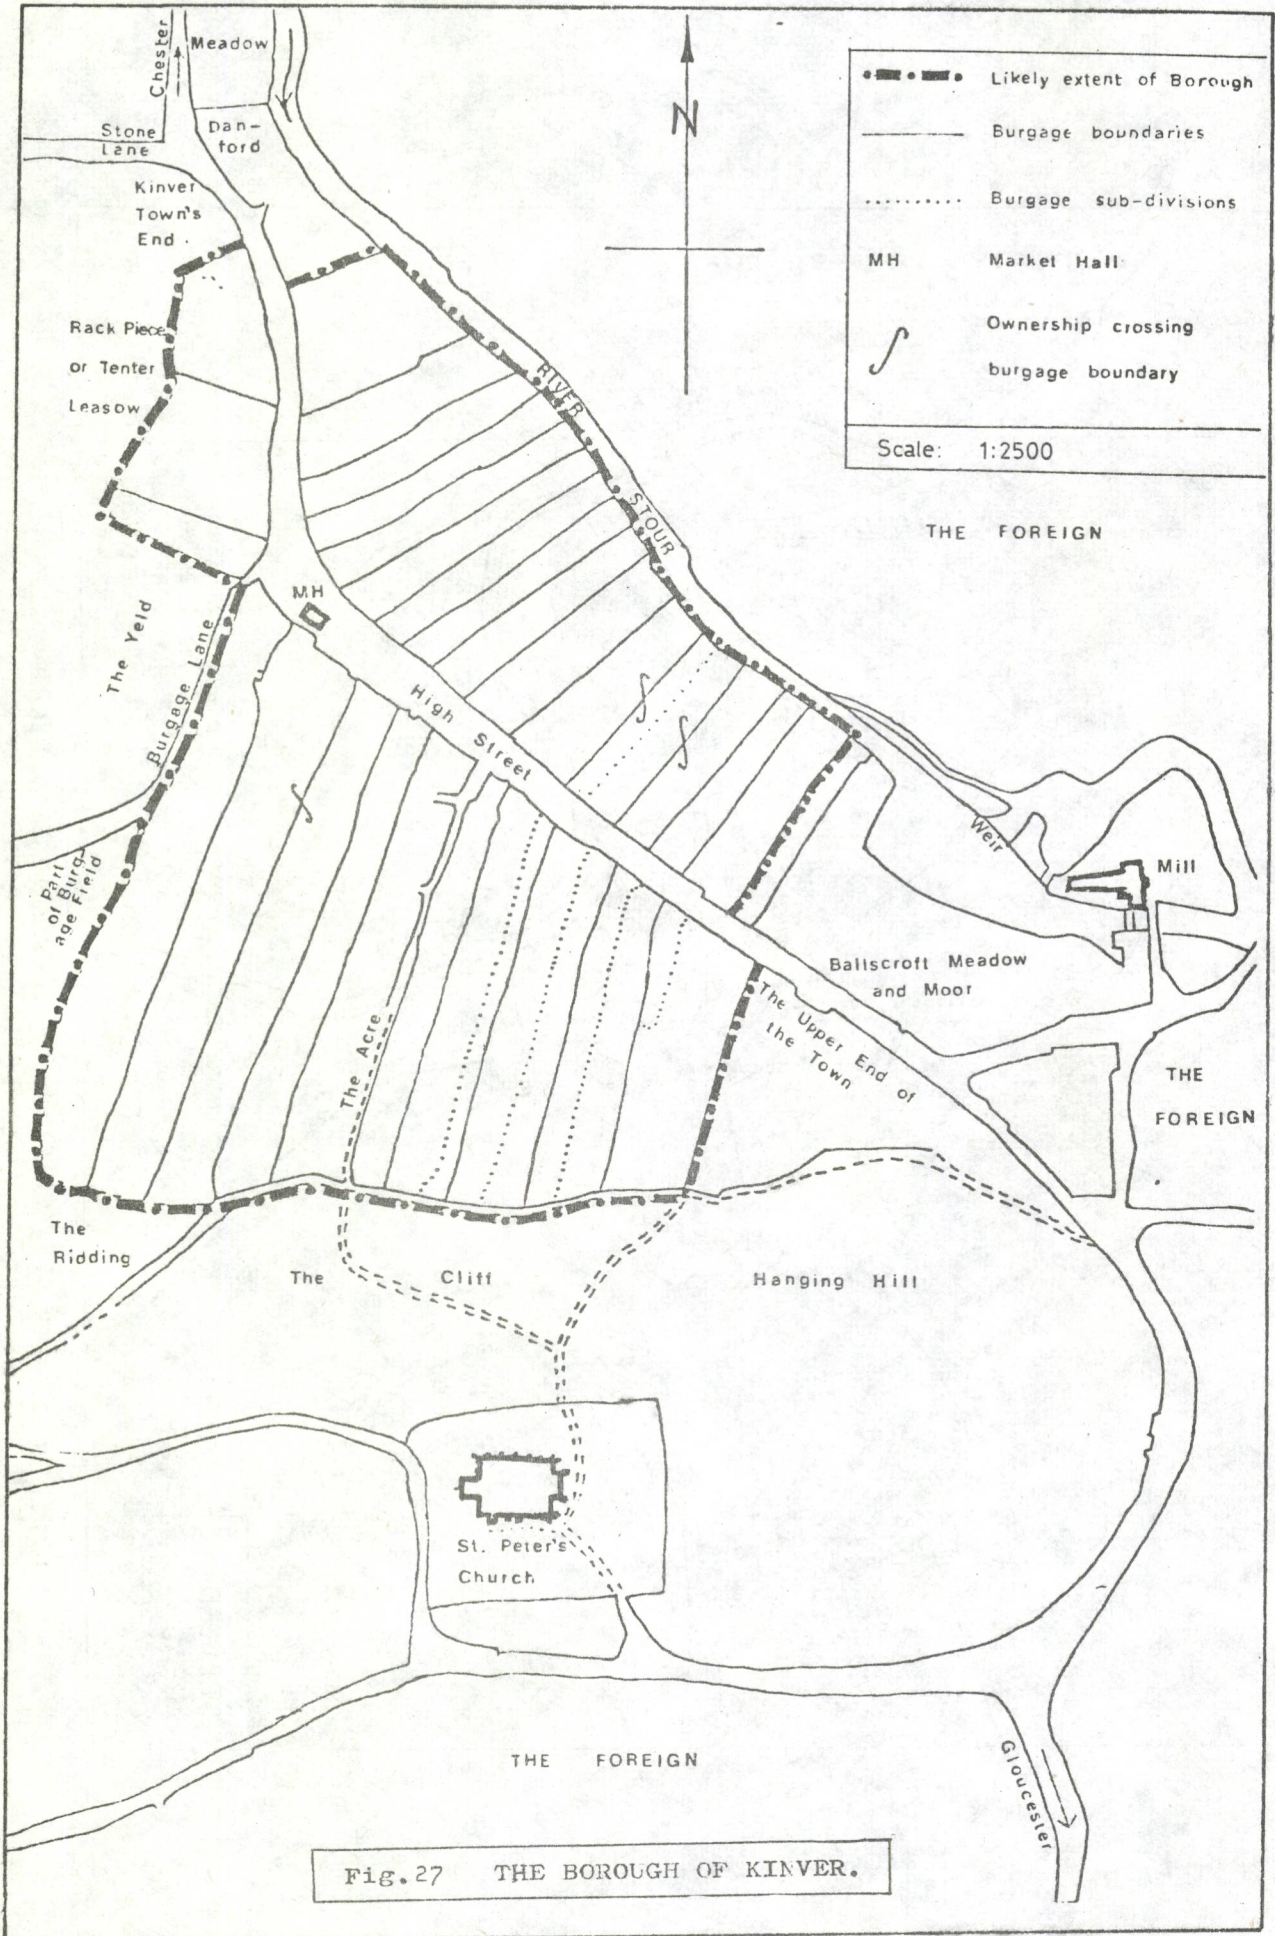 Chester
Meadow
Stone
Lane
Dan-
ford
Kinver
Town's
End
Rack Piece
or Tenter
Leasow
N
Likely extent of Borough
Burgage boundaries
Burgage sub-divisions
MH Market Hall
Ownership crossing
burgage boundary
Scale: 1:2500
RIVER
STOUR
THE FOREIGN
MH
The Yeld
Burgage Lane
High
Street
Part
of Burg-
age Field
The Acre
Weir
Mill
Ballscroft Meadow
and Moor
The Upper End of
the Town
THE
FOREIGN
The
Ridding
The Cliff
Hanging Hill
St. Peter's
Church
THE FOREIGN
Gloucester
Fig.27 THE BOROUGH OF KINVER.